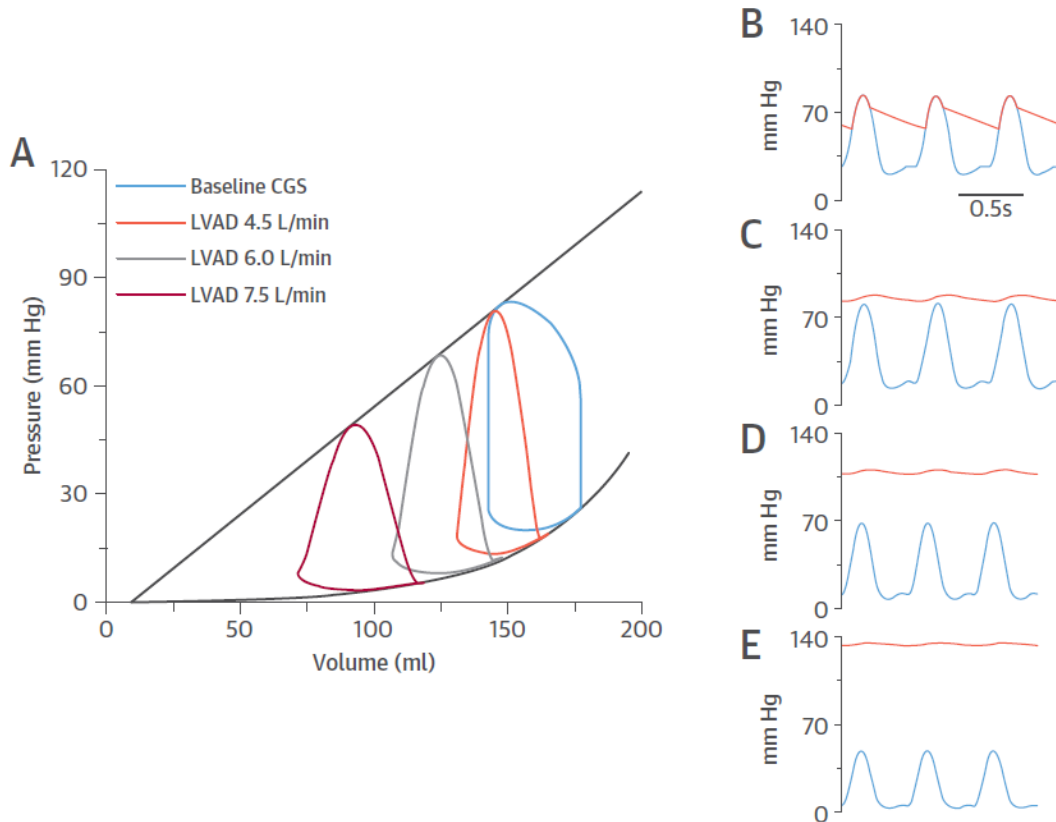 A
120
90
60
30
0
Pressure (mm Hg)
Baseline CGS
LVAD 4.5 L/min
LVAD 6.0 L/min
LVAD 7.5 L/min
0
50
100
150
200
Volume (ml)
B
140
70
0
mm Hg
0.5s
C
140
70
0
mm Hg
D
140
70
0
mm Hg
E
140
70
0
mm Hg